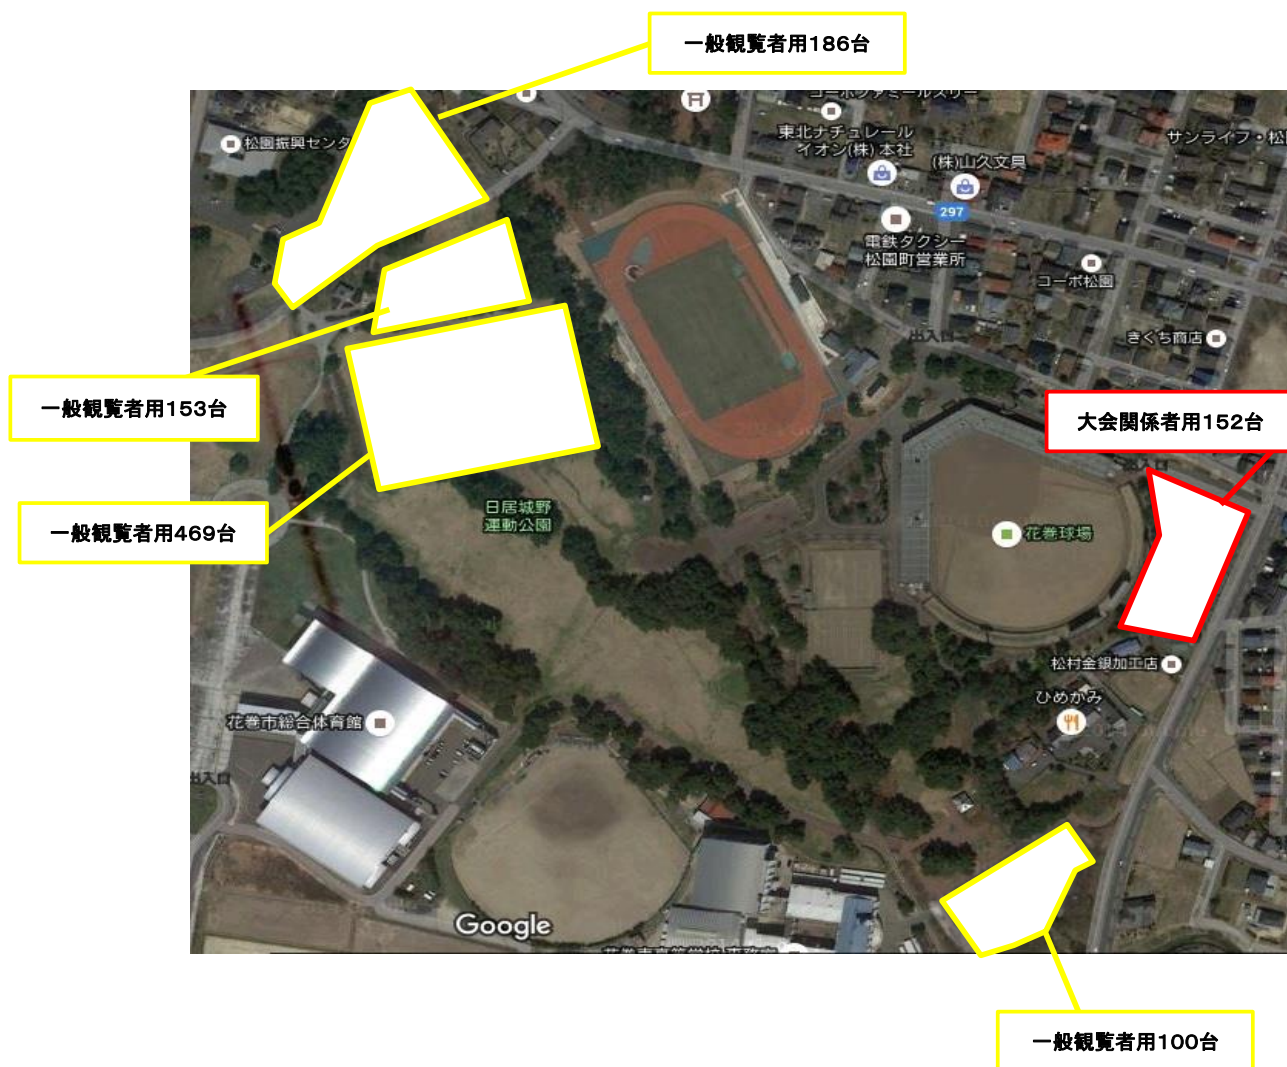 一般観覧者用186台
コーポファミールスリー
松園振興センタ
東北ナチュレール
イオン(株)本社
(株)山久文具
サンライフ・松
297
電鉄タクシー
松園町営業所
コーポ松園
出入口
きくち商店
一般観覧者用153台
大会関係者用152台
出入口
日居城野
運動公園
一般観覧者用469台
花巻球場
松村金銀加工店
ひめかみ
花巻市総合体育館
出入口
Google
一般観覧者用100台